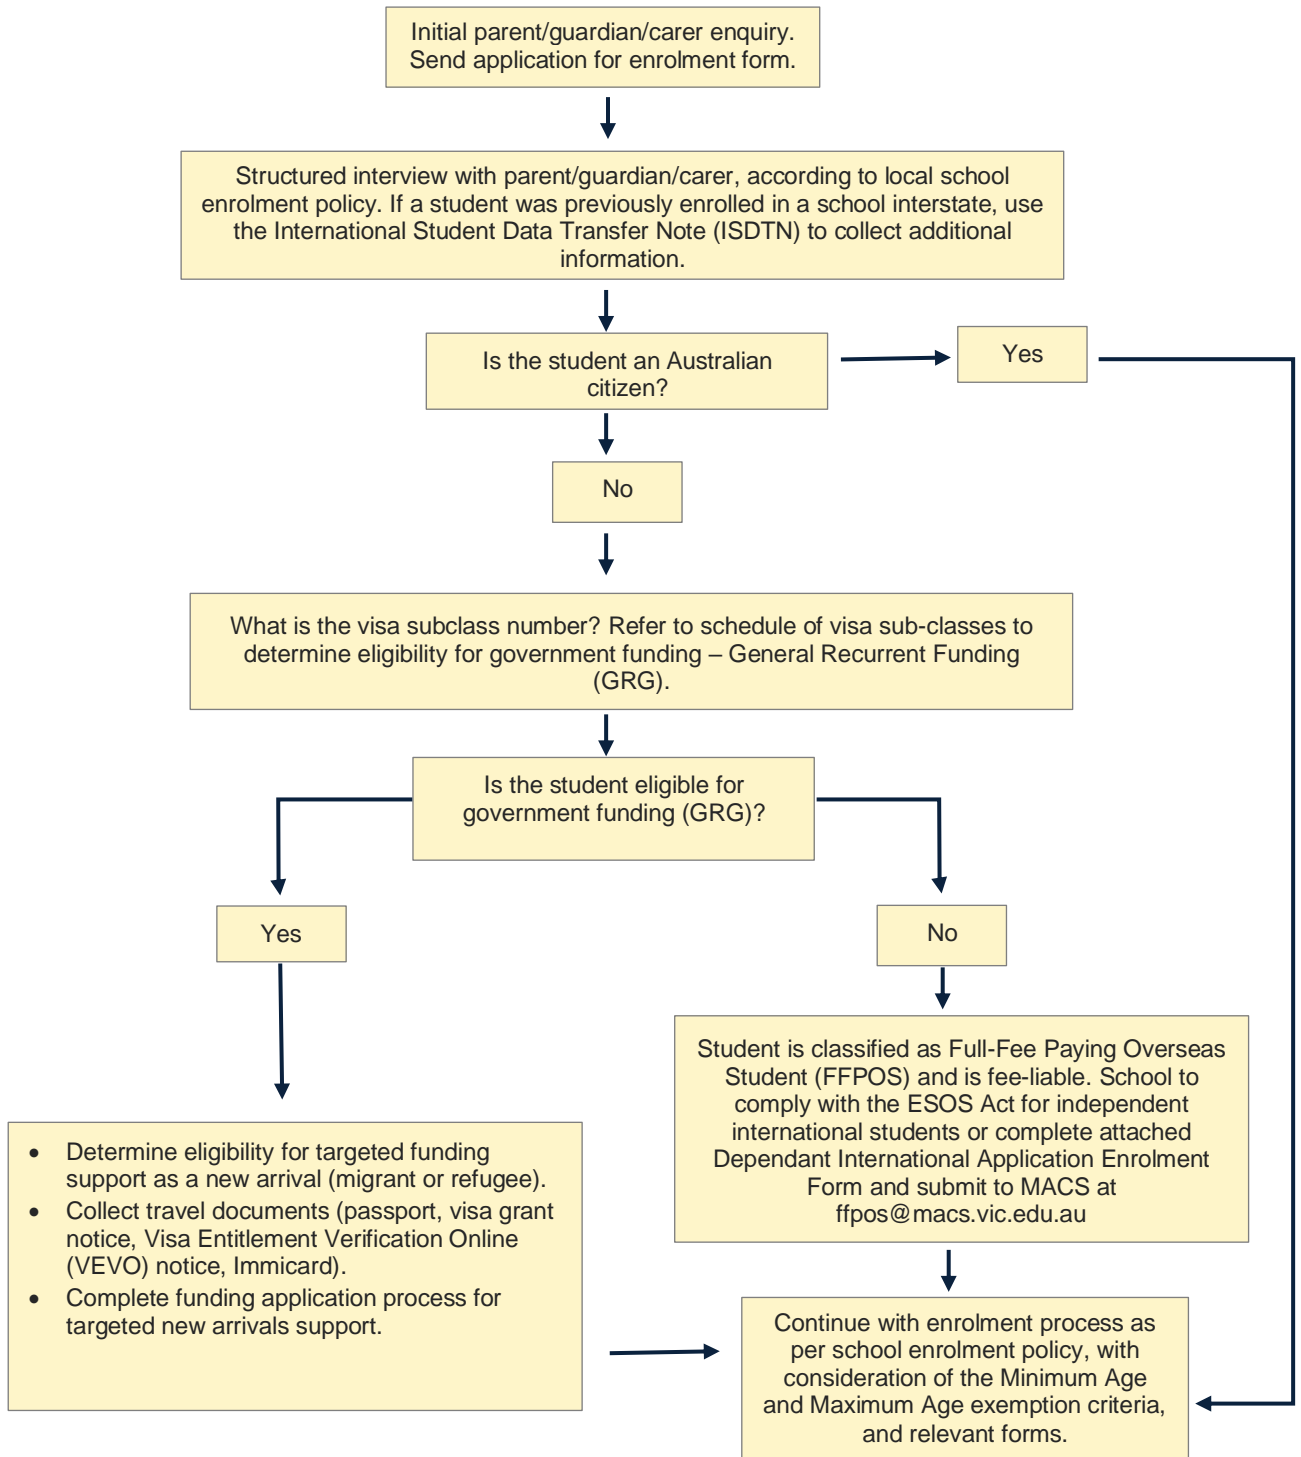 Initial parent/guardian/carer enquiry.
Send application for enrolment form.
Structured interview with parent/guardian/carer, according to local school
enrolment policy. If a student was previously enrolled in a school interstate, use
the International Student Data Transfer Note (ISDTN) to collect additional
information.
Is the student an Australian
citizen?
Yes
No
What is the visa subclass number? Refer to schedule of visa sub-classes to
determine eligibility for government funding – General Recurrent Funding
(GRG).
Is the student eligible for
government funding (GRG)?
Yes
No
Student is classified as Full-Fee Paying Overseas
Student (FFPOS) and is fee-liable. School to
comply with the ESOS Act for independent
international students or complete attached
Dependant International Application Enrolment
Form and submit to MACS at
ffpos@macs.vic.edu.au
• Determine eligibility for targeted funding
support as a new arrival (migrant or refugee).
• Collect travel documents (passport, visa grant
notice, Visa Entitlement Verification Online
(VEVO) notice, Immicard).
• Complete funding application process for
targeted new arrivals support.
Continue with enrolment process as
per school enrolment policy, with
consideration of the Minimum Age
and Maximum Age exemption criteria,
and relevant forms.